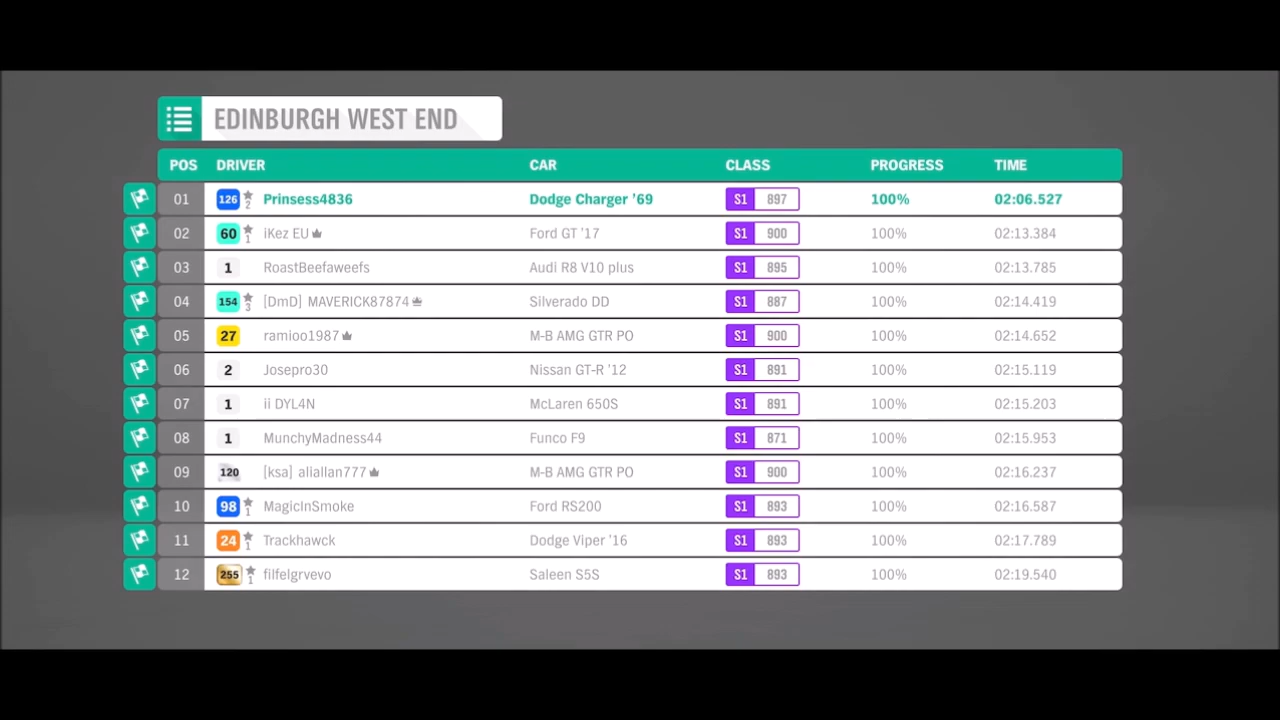 EDINBURGH WEST END
POS DRIVER CAR CLASS PROGRESS TIME
01 126 2 Prinsess4836 Dodge Charger '69 S1 897 100% 02:06.527
02 60 1 iKez EU Ford GT '17 S1 900 100% 02:13.384
03 1 RoastBeefaweefs Audi R8 V10 plus S1 895 100% 02:13.785
04 154 3 [DmD] MAVERICK87874 Silverado DD S1 887 100% 02:14.419
05 27 ramioo1987 M-B AMG GTR PO S1 900 100% 02:14.652
06 2 Josepro30 Nissan GT-R '12 S1 891 100% 02:15.119
07 1 ii DYL4N McLaren 650S S1 891 100% 02:15.203
08 1 MunchyMadness44 Funco F9 S1 871 100% 02:15.953
09 120 [ksa] aliallan777 M-B AMG GTR PO S1 900 100% 02:16.237
10 98 1 MagicInSmoke Ford RS200 S1 893 100% 02:16.587
11 24 1 Trackhawck Dodge Viper '16 S1 893 100% 02:17.789
12 255 1 filfelgrvevo Saleen S5S S1 893 100% 02:19.540